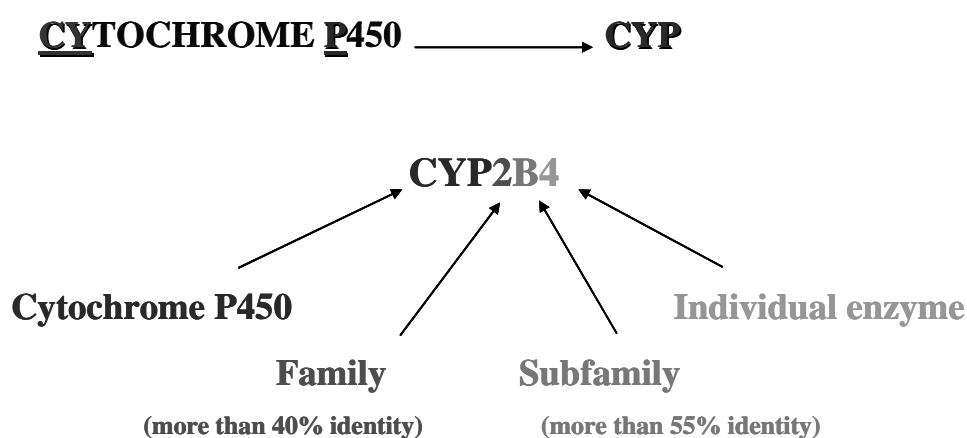 CYTOCHROME P450 CYP
CYP2B4
Cytochrome P450 Individual enzyme
Family Subfamily
(more than 40% identity) (more than 55% identity)